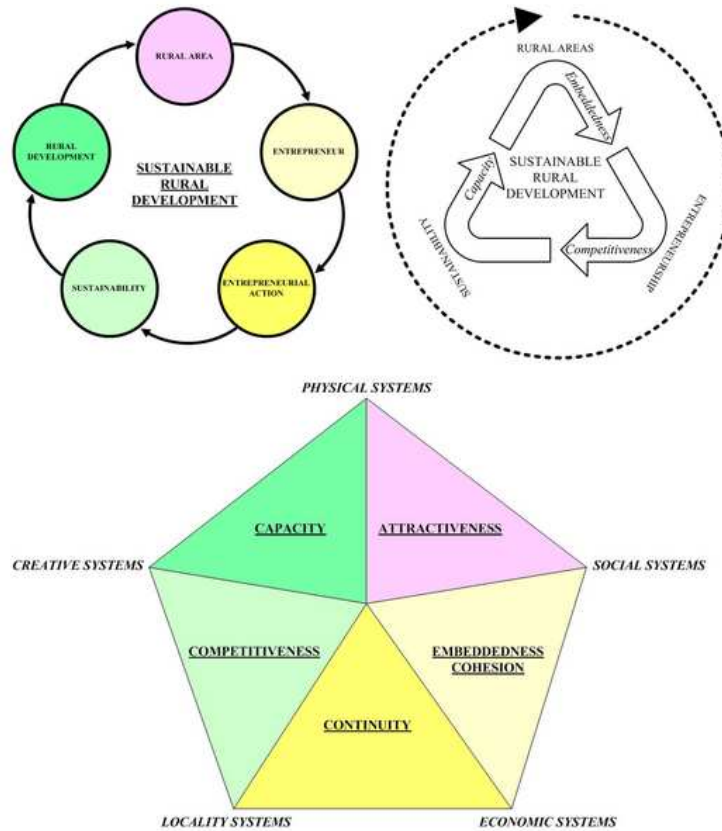 RURAL AREA
ENTREPRENEUR
ENTREPRENEURIAL
ACTION
SUSTAINABILITY
RURAL
DEVELOPMENT
SUSTAINABLE
RURAL
DEVELOPMENT
RURAL AREAS
Embeddedness
ENTREPRENEURSHIP
Competitiveness
SUSTAINABILITY
Capacity
SUSTAINABLE
RURAL
DEVELOPMENT
PHYSICAL SYSTEMS
CAPACITY
ATTRACTIVENESS
CREATIVE SYSTEMS
SOCIAL SYSTEMS
COMPETITIVENESS
EMBEDDEDNESS
COHESION
CONTINUITY
LOCALITY SYSTEMS
ECONOMIC SYSTEMS